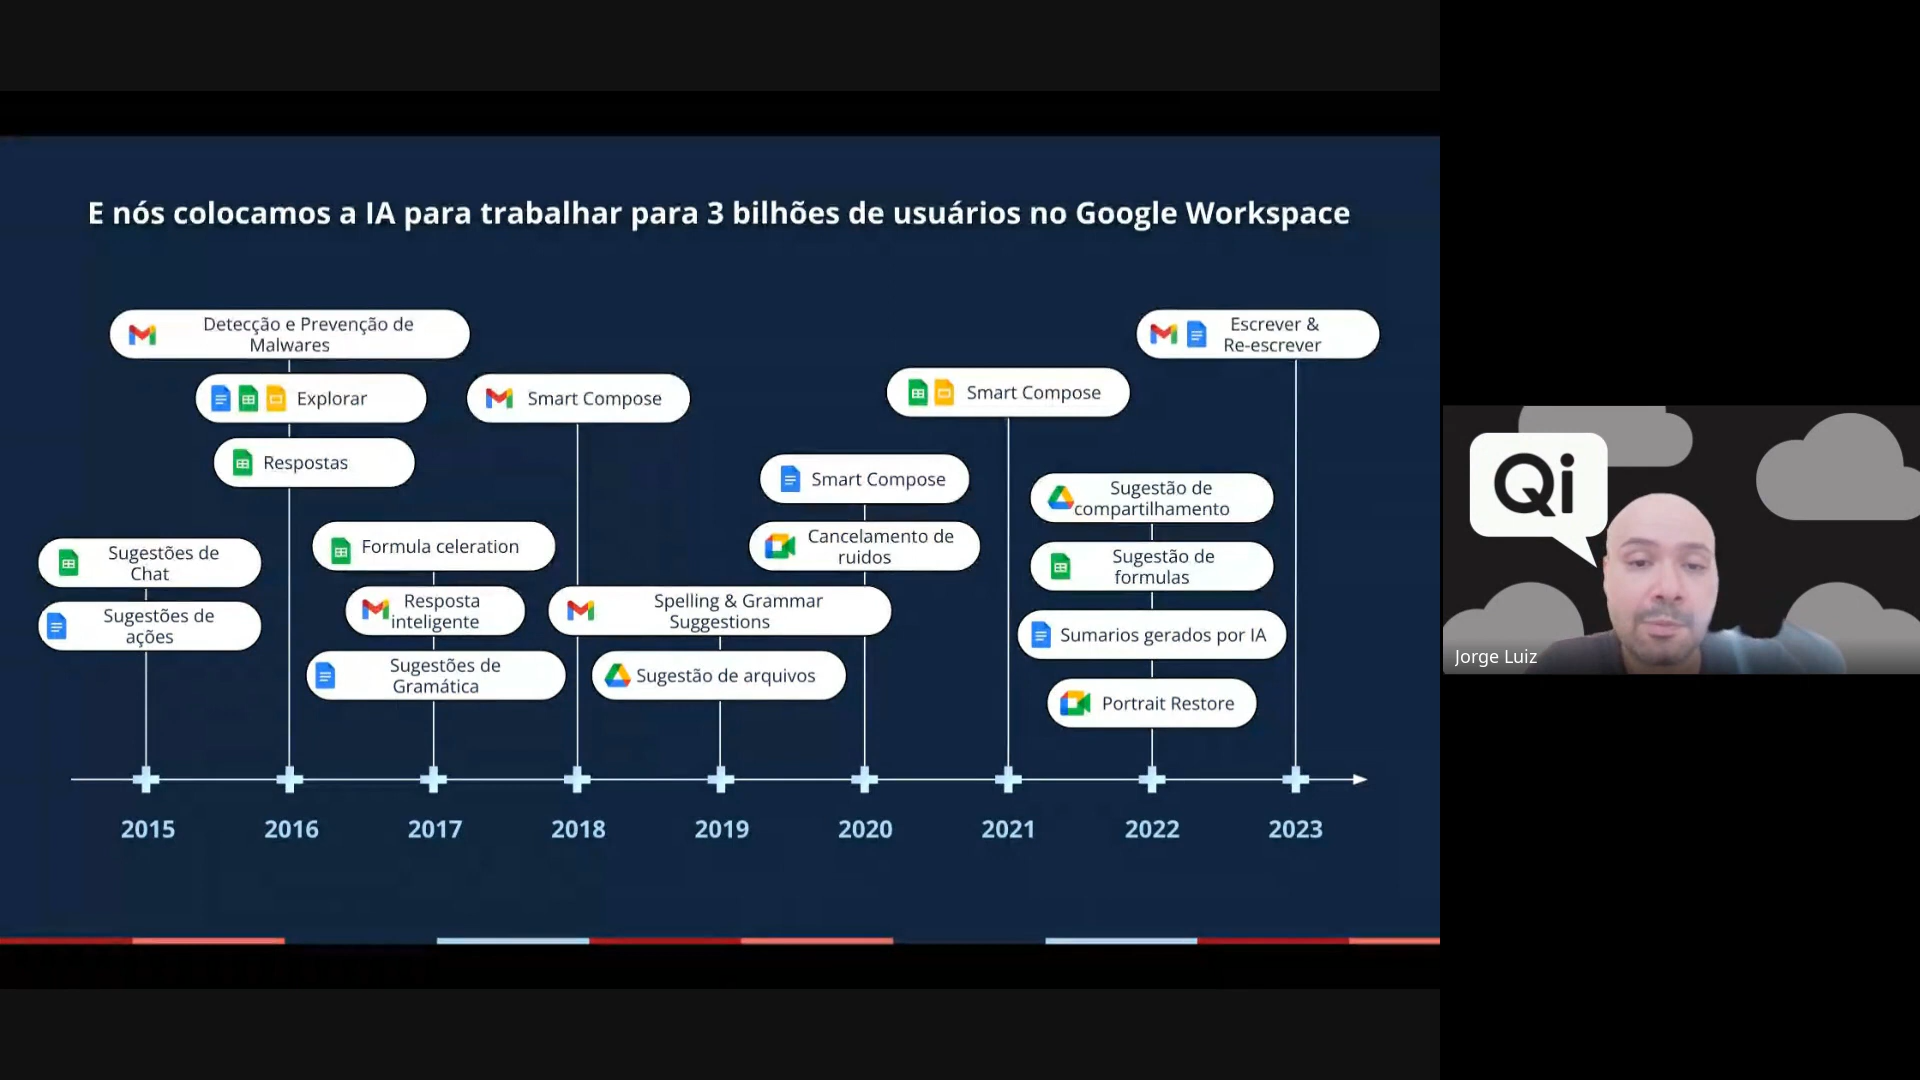 E nós colocamos a IA para trabalhar para 3 bilhões de usuários no Google Workspace
Detecção e Prevenção de
Malwares
Explorar
Respostas
Sugestões de
Chat
Sugestões de
ações
Formula celeration
Resposta
inteligente
Sugestões de
Gramática
Smart Compose
Spelling & Grammar
Suggestions
Sugestão de arquivos
Smart Compose
Cancelamento de
ruidos
Smart Compose
Sugestão de
compartilhamento
Sugestão de
formulas
Sumarios gerados por IA
Portrait Restore
Escrever &
Re-escrever
2015 2016 2017 2018 2019 2020 2021 2022 2023
Qi
Jorge Luiz